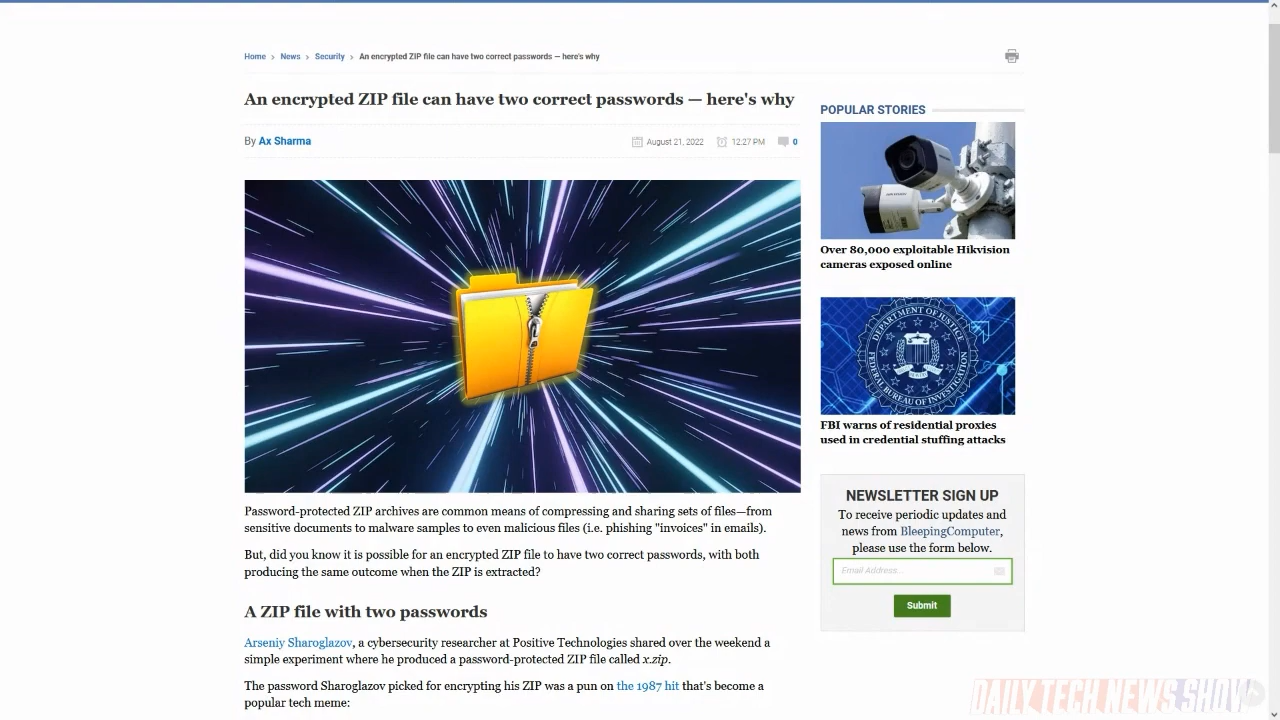 Home > News > Security > An encrypted ZIP file can have two correct passwords — here's why
An encrypted ZIP file can have two correct passwords — here's why
By Ax Sharma
August 21, 2022
12:27 PM
0
Password-protected ZIP archives are common means of compressing and sharing sets of files—from
sensitive documents to malware samples to even malicious files (i.e. phishing "invoices" in emails).
But, did you know it is possible for an encrypted ZIP file to have two correct passwords, with both
producing the same outcome when the ZIP is extracted?
A ZIP file with two passwords
Arseniy Sharoglazov, a cybersecurity researcher at Positive Technologies shared over the weekend a
simple experiment where he produced a password-protected ZIP file called x.zip.
The password Sharoglazov picked for encrypting his ZIP was a pun on the 1987 hit that's become a
popular tech meme:
POPULAR STORIES
HIKVISION
Over 80,000 exploitable Hikvision
cameras exposed online
DEPARTMENT OF JUSTICE
FEDERAL BUREAU OF INVESTIGATION
FBI warns of residential proxies
used in credential stuffing attacks
NEWSLETTER SIGN UP
To receive periodic updates and
news from BleepingComputer,
please use the form below.
Email Address...
Submit
DAILY TECH NEWS SHOW